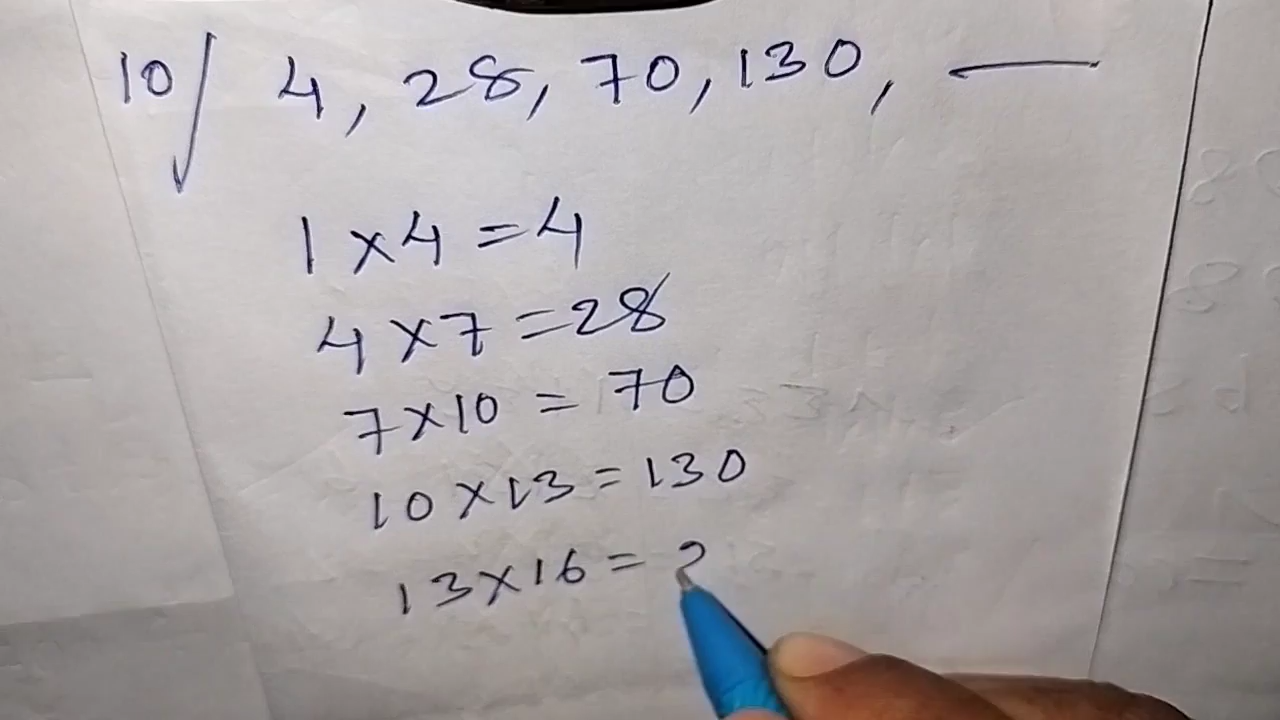 10/ 4, 28, 70, 130, —
1 × 4 = 4
4 × 7 = 28
7 × 10 = 70
10 × 13 = 130
13 × 16 = 2